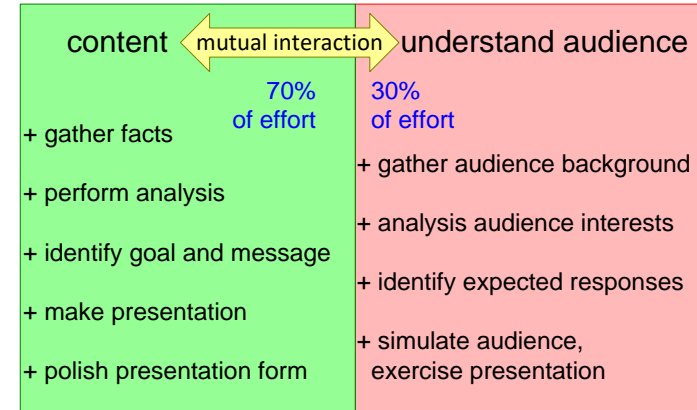 content
mutual interaction
understand audience
70%
of effort
30%
of effort
+ gather facts
+ perform analysis
+ identify goal and message
+ make presentation
+ polish presentation form
+ gather audience background
+ analysis audience interests
+ identify expected responses
+ simulate audience,
exercise presentation